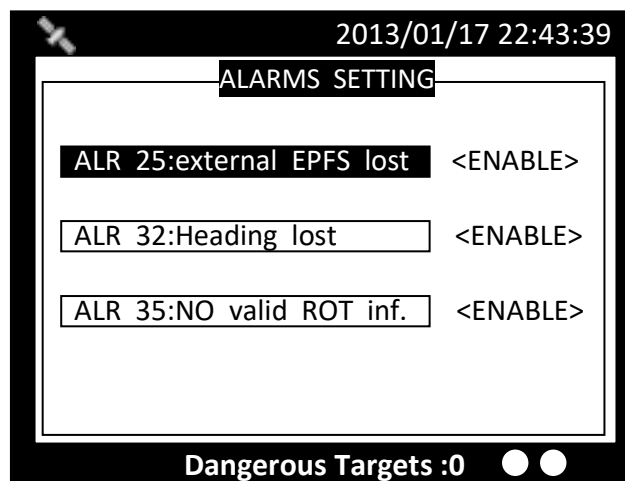 2013/01/17 22:43:39
ALARMS SETTING
ALR 25:external EPFS lost <ENABLE>
ALR 32:Heading lost <ENABLE>
ALR 35:NO valid ROT inf. <ENABLE>
Dangerous Targets :0